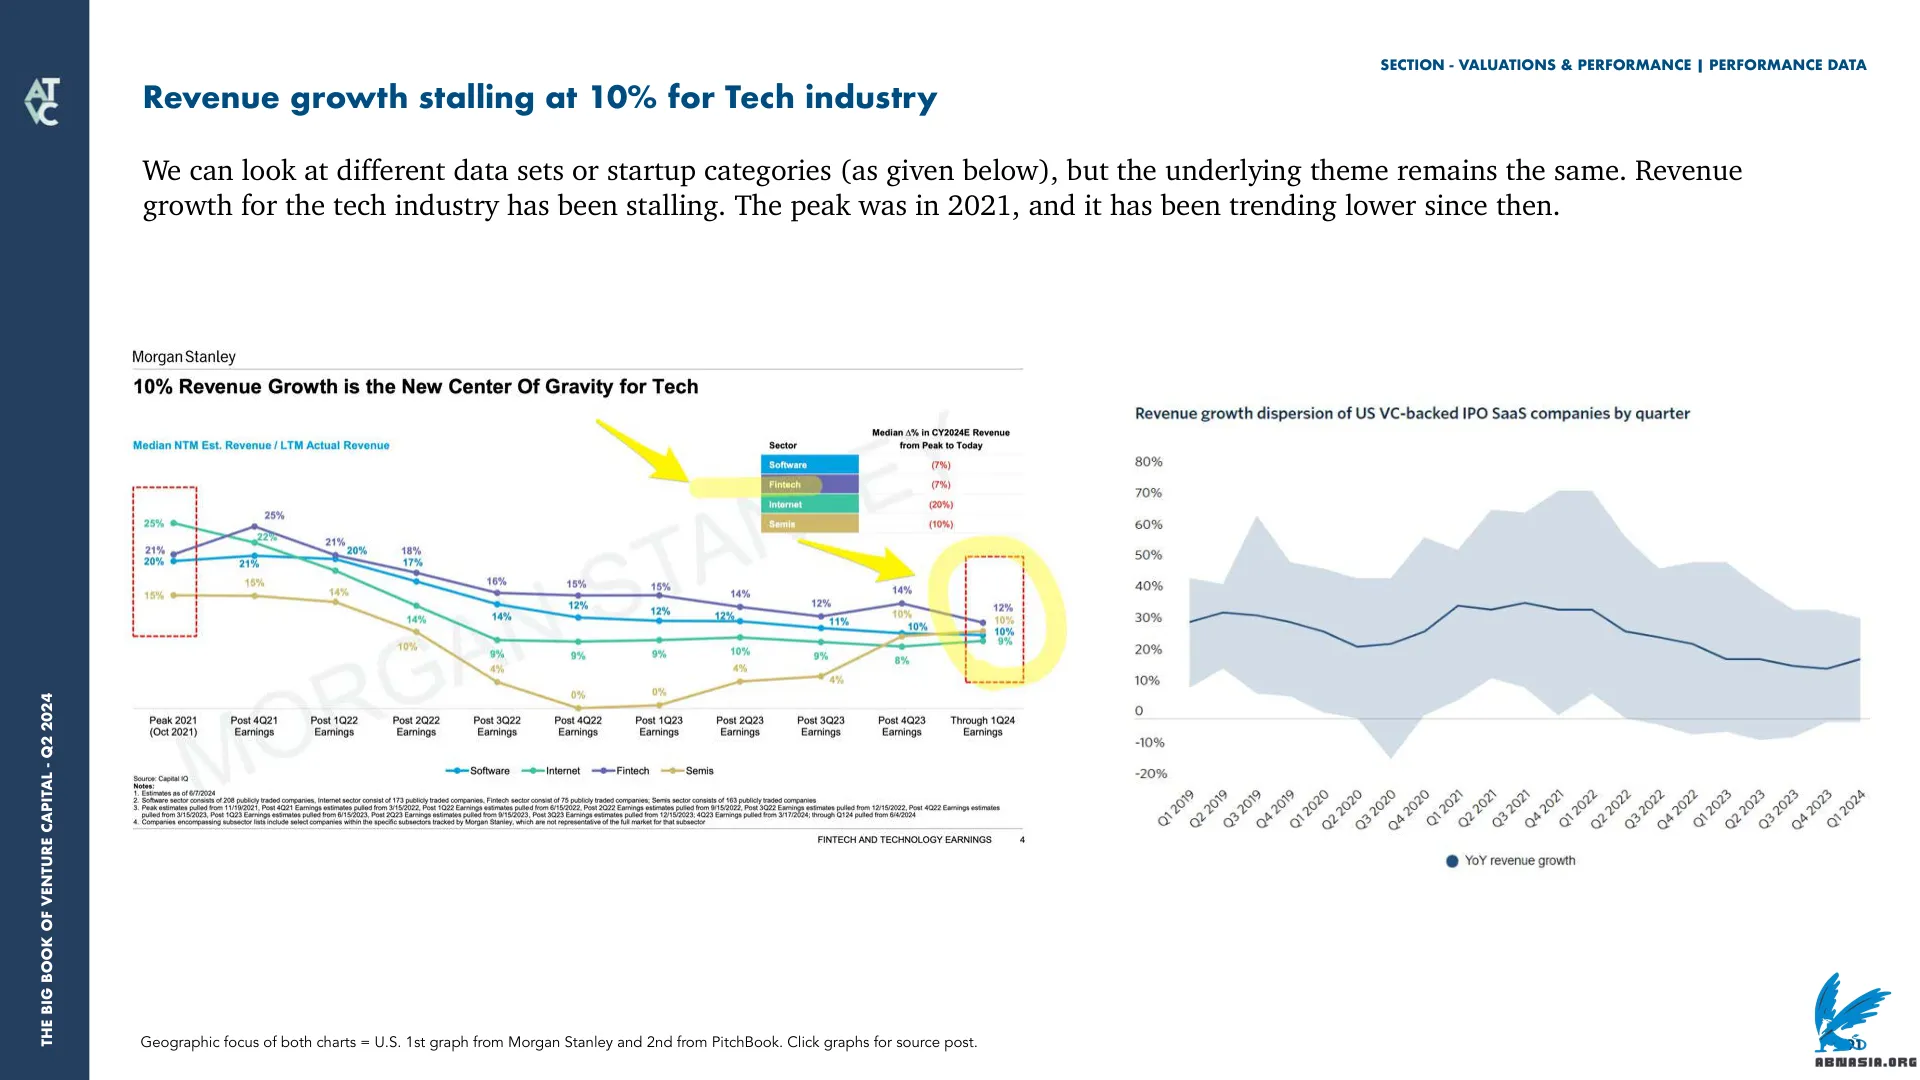 AT
VC
THE BIG BOOK OF VENTURE CAPITAL - Q2 2024
SECTION - VALUATIONS & PERFORMANCE | PERFORMANCE DATA
Revenue growth stalling at 10% for Tech industry
We can look at different data sets or startup categories (as given below), but the underlying theme remains the same. Revenue
growth for the tech industry has been stalling. The peak was in 2021, and it has been trending lower since then.
Morgan Stanley
10% Revenue Growth is the New Center Of Gravity for Tech
Median NTM Est. Revenue / LTM Actual Revenue
Sector
Median Δ% in CY2024E Revenue
from Peak to Today
Software (7%)
Fintech (7%)
Internet (20%)
Semis (10%)
MORGAN STANLEY
25% 22% 14% 9% 9% 9% 10% 9% 8% 9%
21% 25% 21% 18% 16% 15% 15% 14% 12% 14% 12%
20% 21% 20% 17% 14% 12% 12% 12% 11% 10% 10%
15% 15% 14% 10% 4% 0% 0% 4% 4% 10% 10%
Peak 2021 Post 4Q21 Post 1Q22 Post 2Q22 Post 3Q22 Post 4Q22 Post 1Q23 Post 2Q23 Post 3Q23 Post 4Q23 Through 1Q24
(Oct 2021) Earnings Earnings Earnings Earnings Earnings Earnings Earnings Earnings Earnings Earnings
Software Internet Fintech Semis
Source: Capital IQ
Notes:
1. Estimates as of 6/7/2024
2. Software sector consists of 208 publicly traded companies, Internet sector consist of 173 publicly traded companies, Fintech sector consist of 75 publicly traded companies; Semis sector consists of 163 publicly traded companies
3. Peak estimates pulled from 11/19/2021, Post 4Q21 Earnings estimates pulled from 3/15/2022, Post 1Q22 Earnings estimates pulled from 6/15/2022, Post 2Q22 Earnings estimates pulled from 9/15/2022, Post 3Q22 Earnings estimates pulled from 12/15/2022, Post 4Q22 Earnings estimates
pulled from 3/15/2023, Post 1Q23 Earnings estimates pulled from 6/15/2023, Post 2Q23 Earnings estimates pulled from 9/15/2023, Post 3Q23 Earnings estimates pulled from 12/15/2023; 4Q23 Earnings pulled from 3/17/2024; through Q124 pulled from 6/4/2024
4. Companies encompassing subsector lists include select companies within the specific subsectors tracked by Morgan Stanley, which are not representative of the full market for that subsector
FINTECH AND TECHNOLOGY EARNINGS 4
Revenue growth dispersion of US VC-backed IPO SaaS companies by quarter
80%
70%
60%
50%
40%
30%
20%
10%
0
-10%
-20%
Q1 2019 Q2 2019 Q3 2019 Q4 2019 Q1 2020 Q2 2020 Q3 2020 Q4 2020 Q1 2021 Q2 2021 Q3 2021 Q4 2021 Q1 2022 Q2 2022 Q3 2022 Q4 2022 Q1 2023 Q2 2023 Q3 2023 Q4 2023 Q1 2024
YoY revenue growth
Geographic focus of both charts = U.S. 1st graph from Morgan Stanley and 2nd from PitchBook. Click graphs for source post.
ABNASIA.ORG